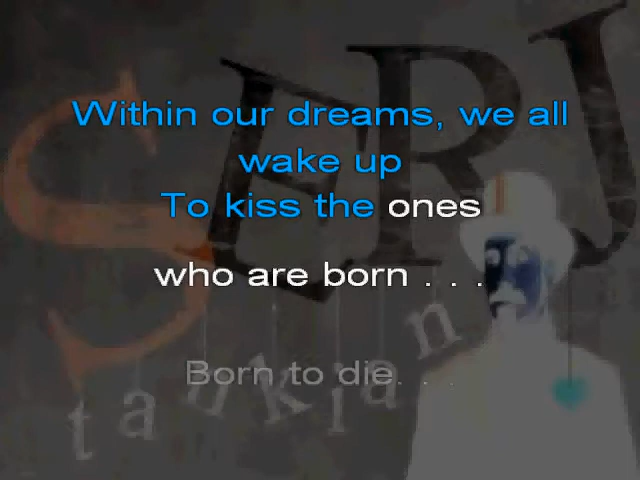 SERJ
Within our dreams, we all
wake up
To kiss the ones
who are born . . .
Born to die. . .
tankian